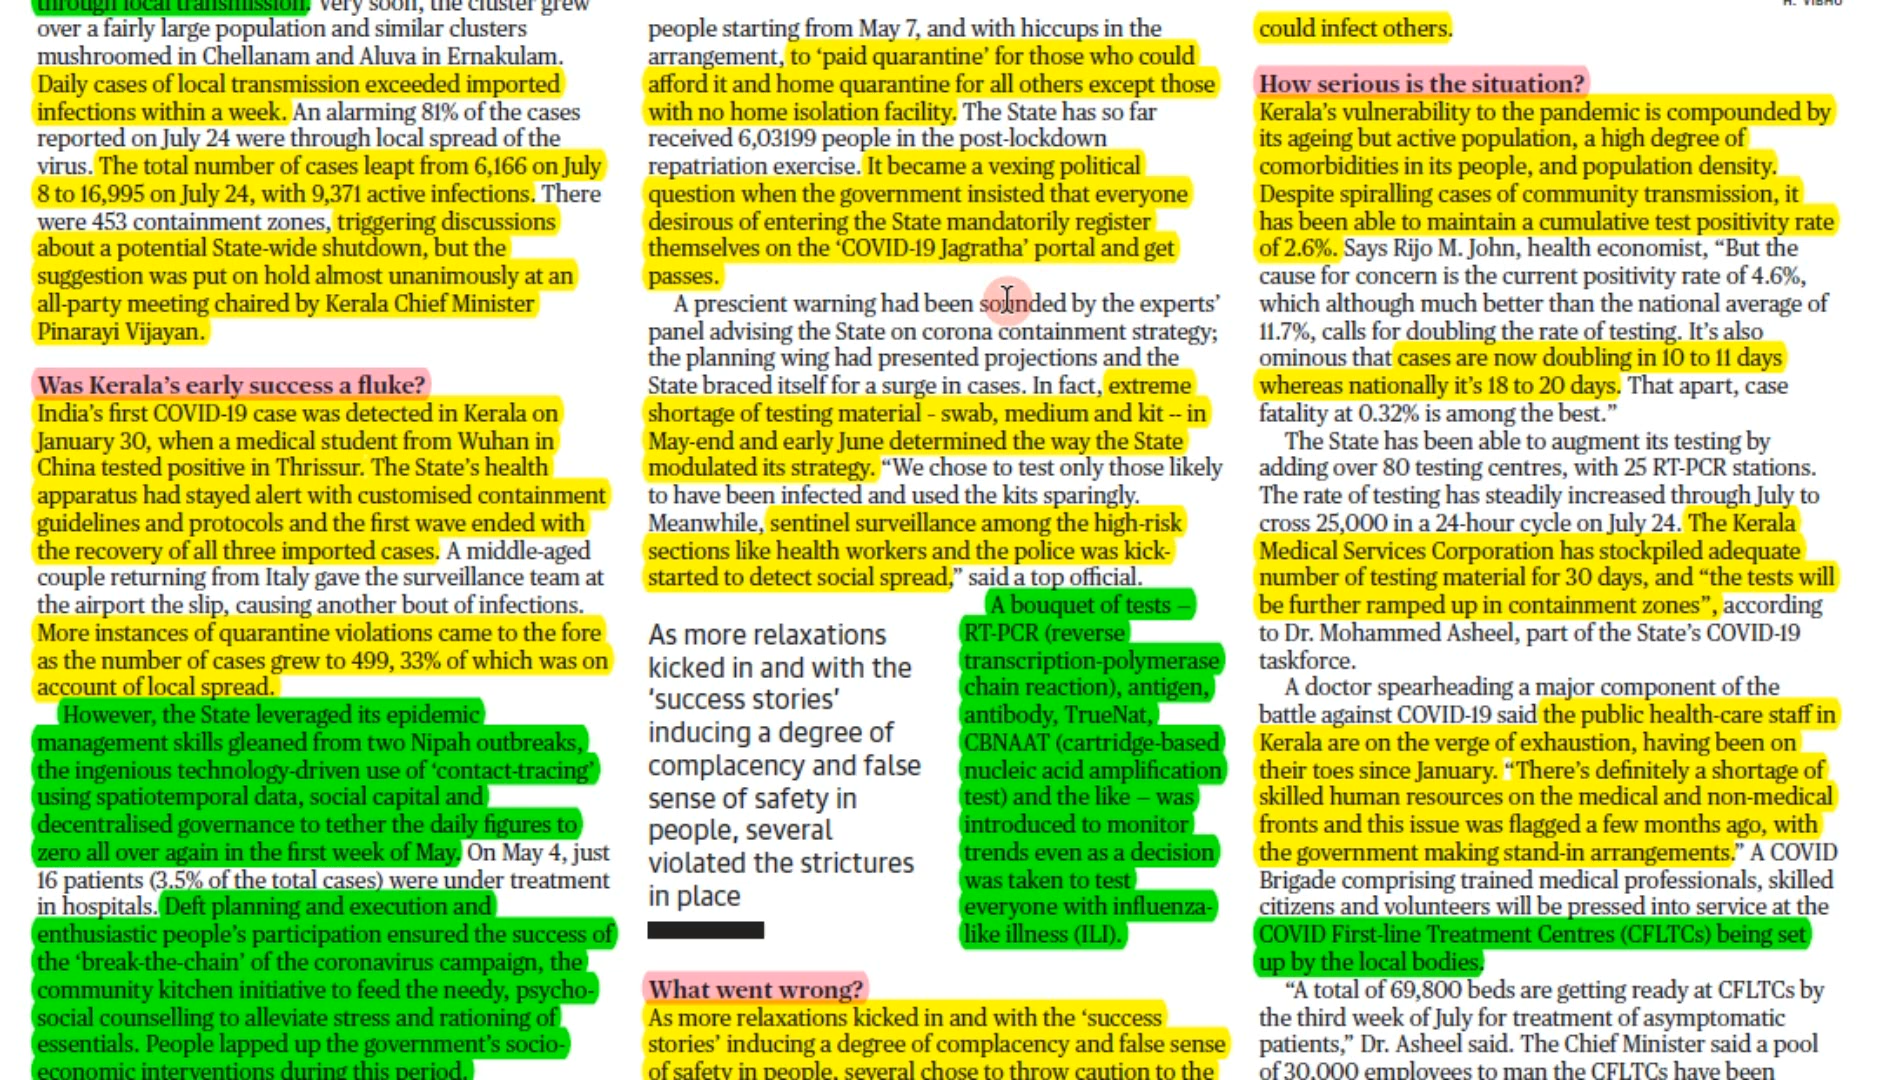 through local transmission. Very soon, the cluster grew
over a fairly large population and similar clusters
mushroomed in Chellanam and Aluva in Ernakulam.
Daily cases of local transmission exceeded imported
infections within a week. An alarming 81% of the cases
reported on July 24 were through local spread of the
virus. The total number of cases leapt from 6,166 on July
8 to 16,995 on July 24, with 9,371 active infections. There
were 453 containment zones, triggering discussions
about a potential State-wide shutdown, but the
suggestion was put on hold almost unanimously at an
all-party meeting chaired by Kerala Chief Minister
Pinarayi Vijayan.
Was Kerala's early success a fluke?
India's first COVID-19 case was detected in Kerala on
January 30, when a medical student from Wuhan in
China tested positive in Thrissur. The State's health
apparatus had stayed alert with customised containment
guidelines and protocols and the first wave ended with
the recovery of all three imported cases. A middle-aged
couple returning from Italy gave the surveillance team at
the airport the slip, causing another bout of infections.
More instances of quarantine violations came to the fore
as the number of cases grew to 499, 33% of which was on
account of local spread.
However, the State leveraged its epidemic
management skills gleaned from two Nipah outbreaks,
the ingenious technology-driven use of 'contact-tracing'
using spatiotemporal data, social capital and
decentralised governance to tether the daily figures to
zero all over again in the first week of May. On May 4, just
16 patients (3.5% of the total cases) were under treatment
in hospitals. Deft planning and execution and
enthusiastic people's participation ensured the success of
the 'break-the-chain' of the coronavirus campaign, the
community kitchen initiative to feed the needy, psycho-
social counselling to alleviate stress and rationing of
essentials. People lapped up the government's socio-
economic interventions during this period.
people starting from May 7, and with hiccups in the
arrangement, to 'paid quarantine' for those who could
afford it and home quarantine for all others except those
with no home isolation facility. The State has so far
received 6,03199 people in the post-lockdown
repatriation exercise. It became a vexing political
question when the government insisted that everyone
desirous of entering the State mandatorily register
themselves on the 'COVID-19 Jagratha' portal and get
passes.
A prescient warning had been sounded by the experts'
panel advising the State on corona containment strategy;
the planning wing had presented projections and the
State braced itself for a surge in cases. In fact, extreme
shortage of testing material - swab, medium and kit -- in
May-end and early June determined the way the State
modulated its strategy. "We chose to test only those likely
to have been infected and used the kits sparingly.
Meanwhile, sentinel surveillance among the high-risk
sections like health workers and the police was kick-
started to detect social spread," said a top official.
As more relaxations
kicked in and with the
'success stories'
inducing a degree of
complacency and false
sense of safety in
people, several
violated the strictures
in place
A bouquet of tests –
RT-PCR (reverse
transcription-polymerase
chain reaction), antigen,
antibody, TrueNat,
CBNAAT (cartridge-based
nucleic acid amplification
test) and the like – was
introduced to monitor
trends even as a decision
was taken to test
everyone with influenza-
like illness (ILI).
What went wrong?
As more relaxations kicked in and with the 'success
stories' inducing a degree of complacency and false sense
of safety in people, several chose to throw caution to the
H. VIBHU
could infect others.
How serious is the situation?
Kerala's vulnerability to the pandemic is compounded by
its ageing but active population, a high degree of
comorbidities in its people, and population density.
Despite spiralling cases of community transmission, it
has been able to maintain a cumulative test positivity rate
of 2.6%. Says Rijo M. John, health economist, "But the
cause for concern is the current positivity rate of 4.6%,
which although much better than the national average of
11.7%, calls for doubling the rate of testing. It's also
ominous that cases are now doubling in 10 to 11 days
whereas nationally it's 18 to 20 days. That apart, case
fatality at 0.32% is among the best."
The State has been able to augment its testing by
adding over 80 testing centres, with 25 RT-PCR stations.
The rate of testing has steadily increased through July to
cross 25,000 in a 24-hour cycle on July 24. The Kerala
Medical Services Corporation has stockpiled adequate
number of testing material for 30 days, and "the tests will
be further ramped up in containment zones", according
to Dr. Mohammed Asheel, part of the State's COVID-19
taskforce.
A doctor spearheading a major component of the
battle against COVID-19 said the public health-care staff in
Kerala are on the verge of exhaustion, having been on
their toes since January. "There's definitely a shortage of
skilled human resources on the medical and non-medical
fronts and this issue was flagged a few months ago, with
the government making stand-in arrangements." A COVID
Brigade comprising trained medical professionals, skilled
citizens and volunteers will be pressed into service at the
COVID First-line Treatment Centres (CFLTCs) being set
up by the local bodies.
"A total of 69,800 beds are getting ready at CFLTCs by
the third week of July for treatment of asymptomatic
patients," Dr. Asheel said. The Chief Minister said a pool
of 30,000 employees to man the CFLTCs have been